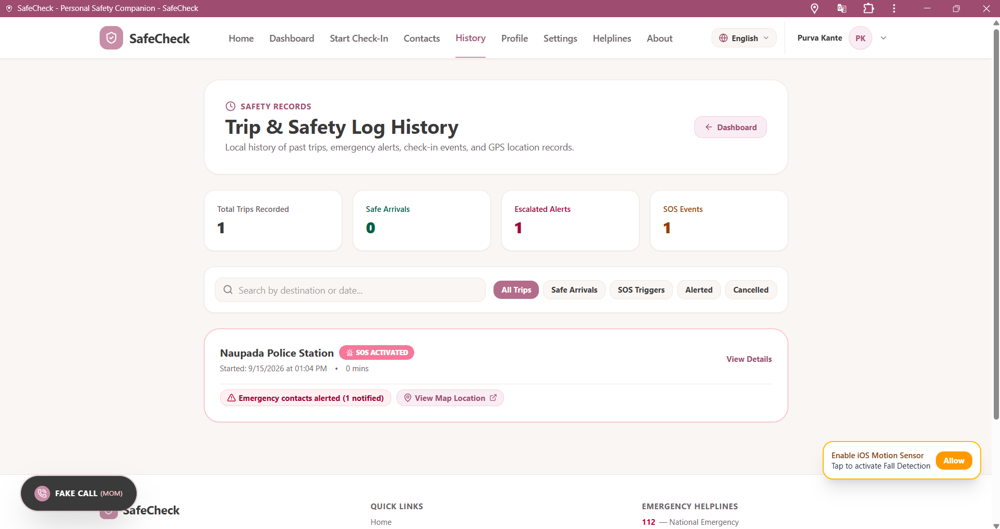 SafeCheck - Personal Safety Companion - SafeCheck
SafeCheck
Home Dashboard Start Check-In Contacts History Profile Settings Helplines About
English
Purva Kante PK
SAFETY RECORDS
Trip & Safety Log History
Local history of past trips, emergency alerts, check-in events, and GPS location records.
← Dashboard
Total Trips Recorded
1
Safe Arrivals
0
Escalated Alerts
1
SOS Events
1
Search by destination or date...
All Trips Safe Arrivals SOS Triggers Alerted Cancelled
Naupada Police Station SOS ACTIVATED
Started: 9/15/2026 at 01:04 PM • 0 mins
View Details
Emergency contacts alerted (1 notified) View Map Location
Enable iOS Motion Sensor
Tap to activate Fall Detection
Allow
FAKE CALL (MOM)
SafeCheck
QUICK LINKS
Home
EMERGENCY HELPLINES
112 — National Emergency